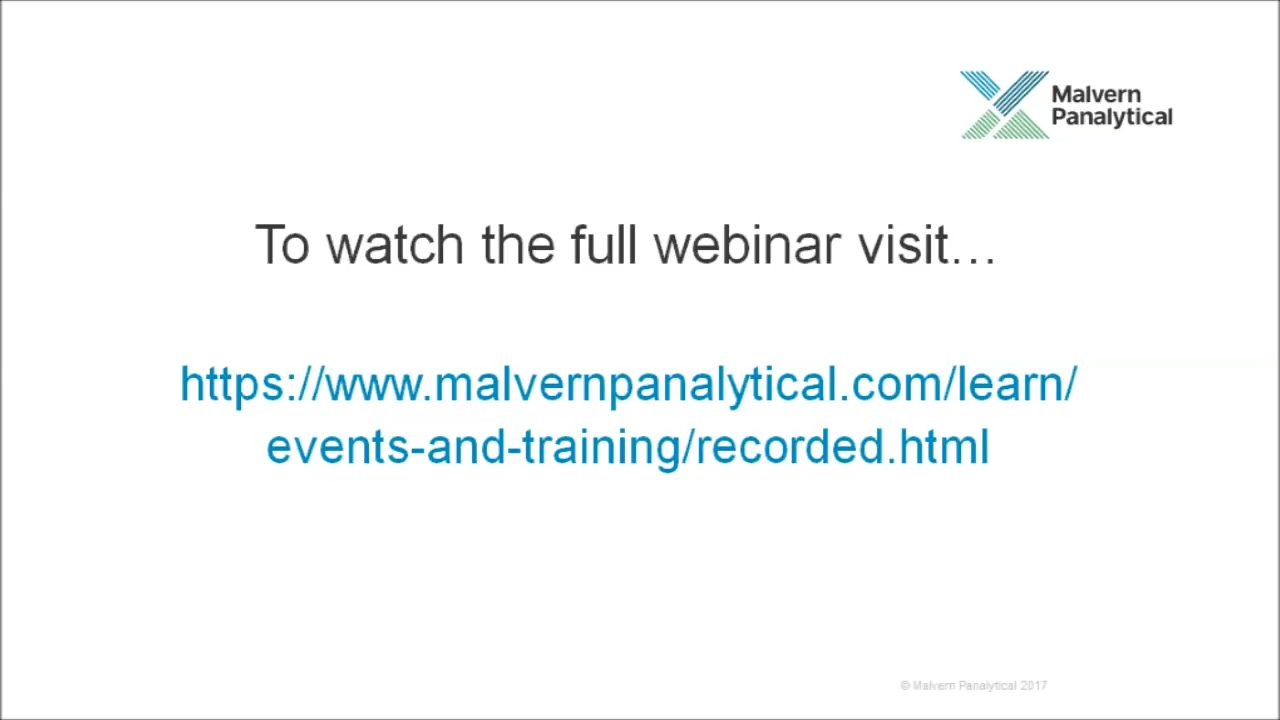 Malvern
Panalytical
To watch the full webinar visit...
https://www.malvernpanalytical.com/learn/
events-and-training/recorded.html
© Malvern Panalytical 2017